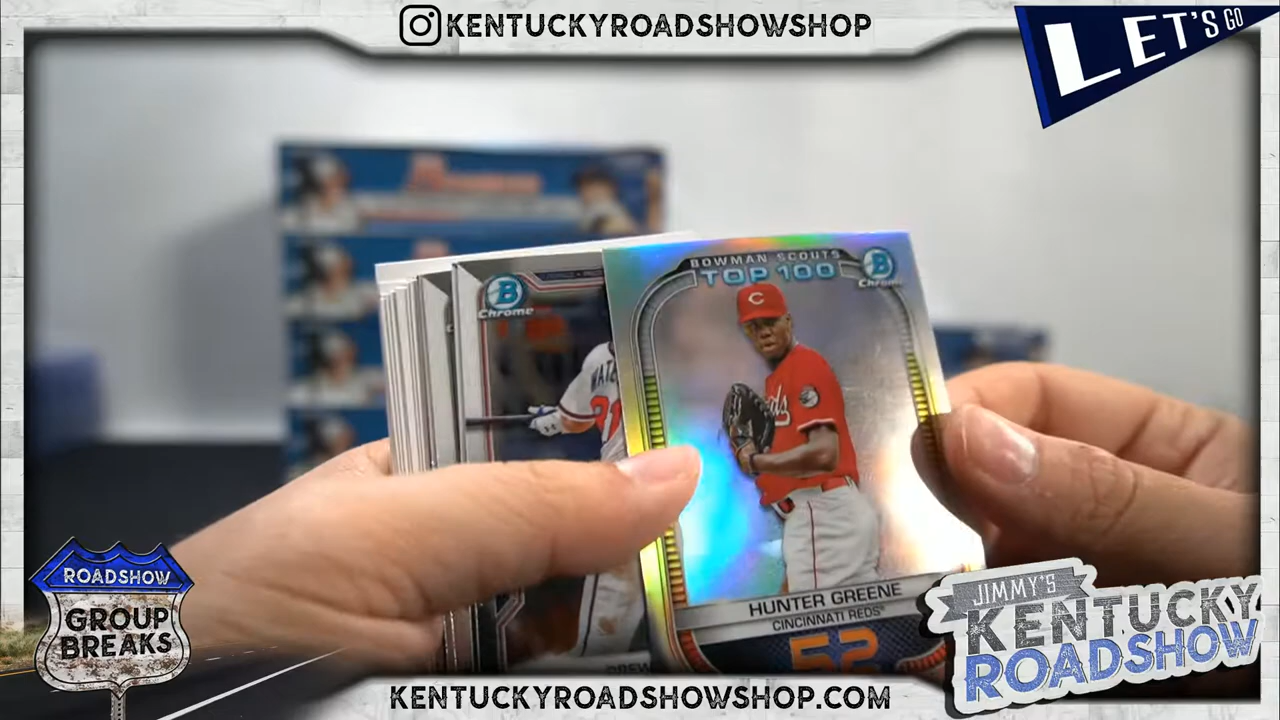 KENTUCKYROADSHOWSHOP
LET'S GO
BOWMAN SCOUTS
TOP 100
B
Chrome
B
Chrome
C
21
HUNTER GREENE
CINCINNATI REDS
52
ROADSHOW
GROUP
BREAKS
JIMMY'S
KENTUCKY
ROADSHOW
KENTUCKYROADSHOWSHOP.COM